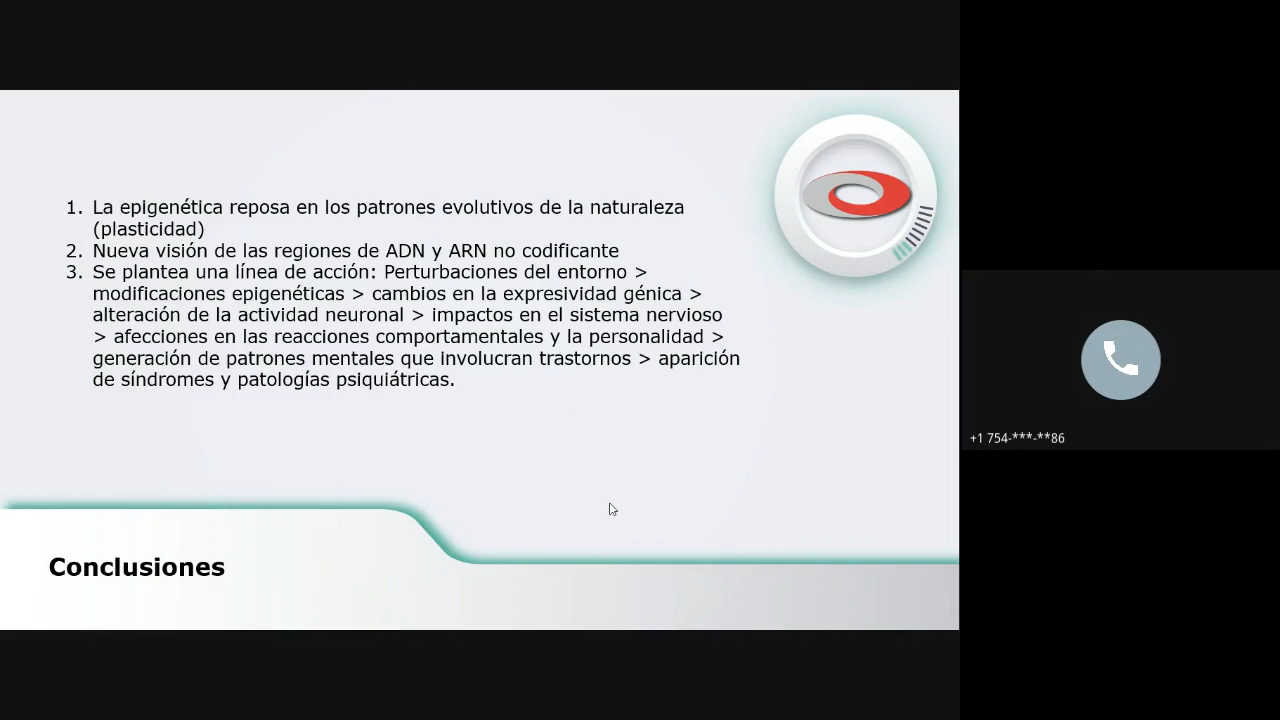 1. La epigenética reposa en los patrones evolutivos de la naturaleza
(plasticidad)
2. Nueva visión de las regiones de ADN y ARN no codificante
3. Se plantea una línea de acción: Perturbaciones del entorno >
modificaciones epigenéticas > cambios en la expresividad génica >
alteración de la actividad neuronal > impactos en el sistema nervioso
> afecciones en las reacciones comportamentales y la personalidad >
generación de patrones mentales que involucran trastornos > aparición
de síndromes y patologías psiquiátricas.
Conclusiones
+1 754-***-**86